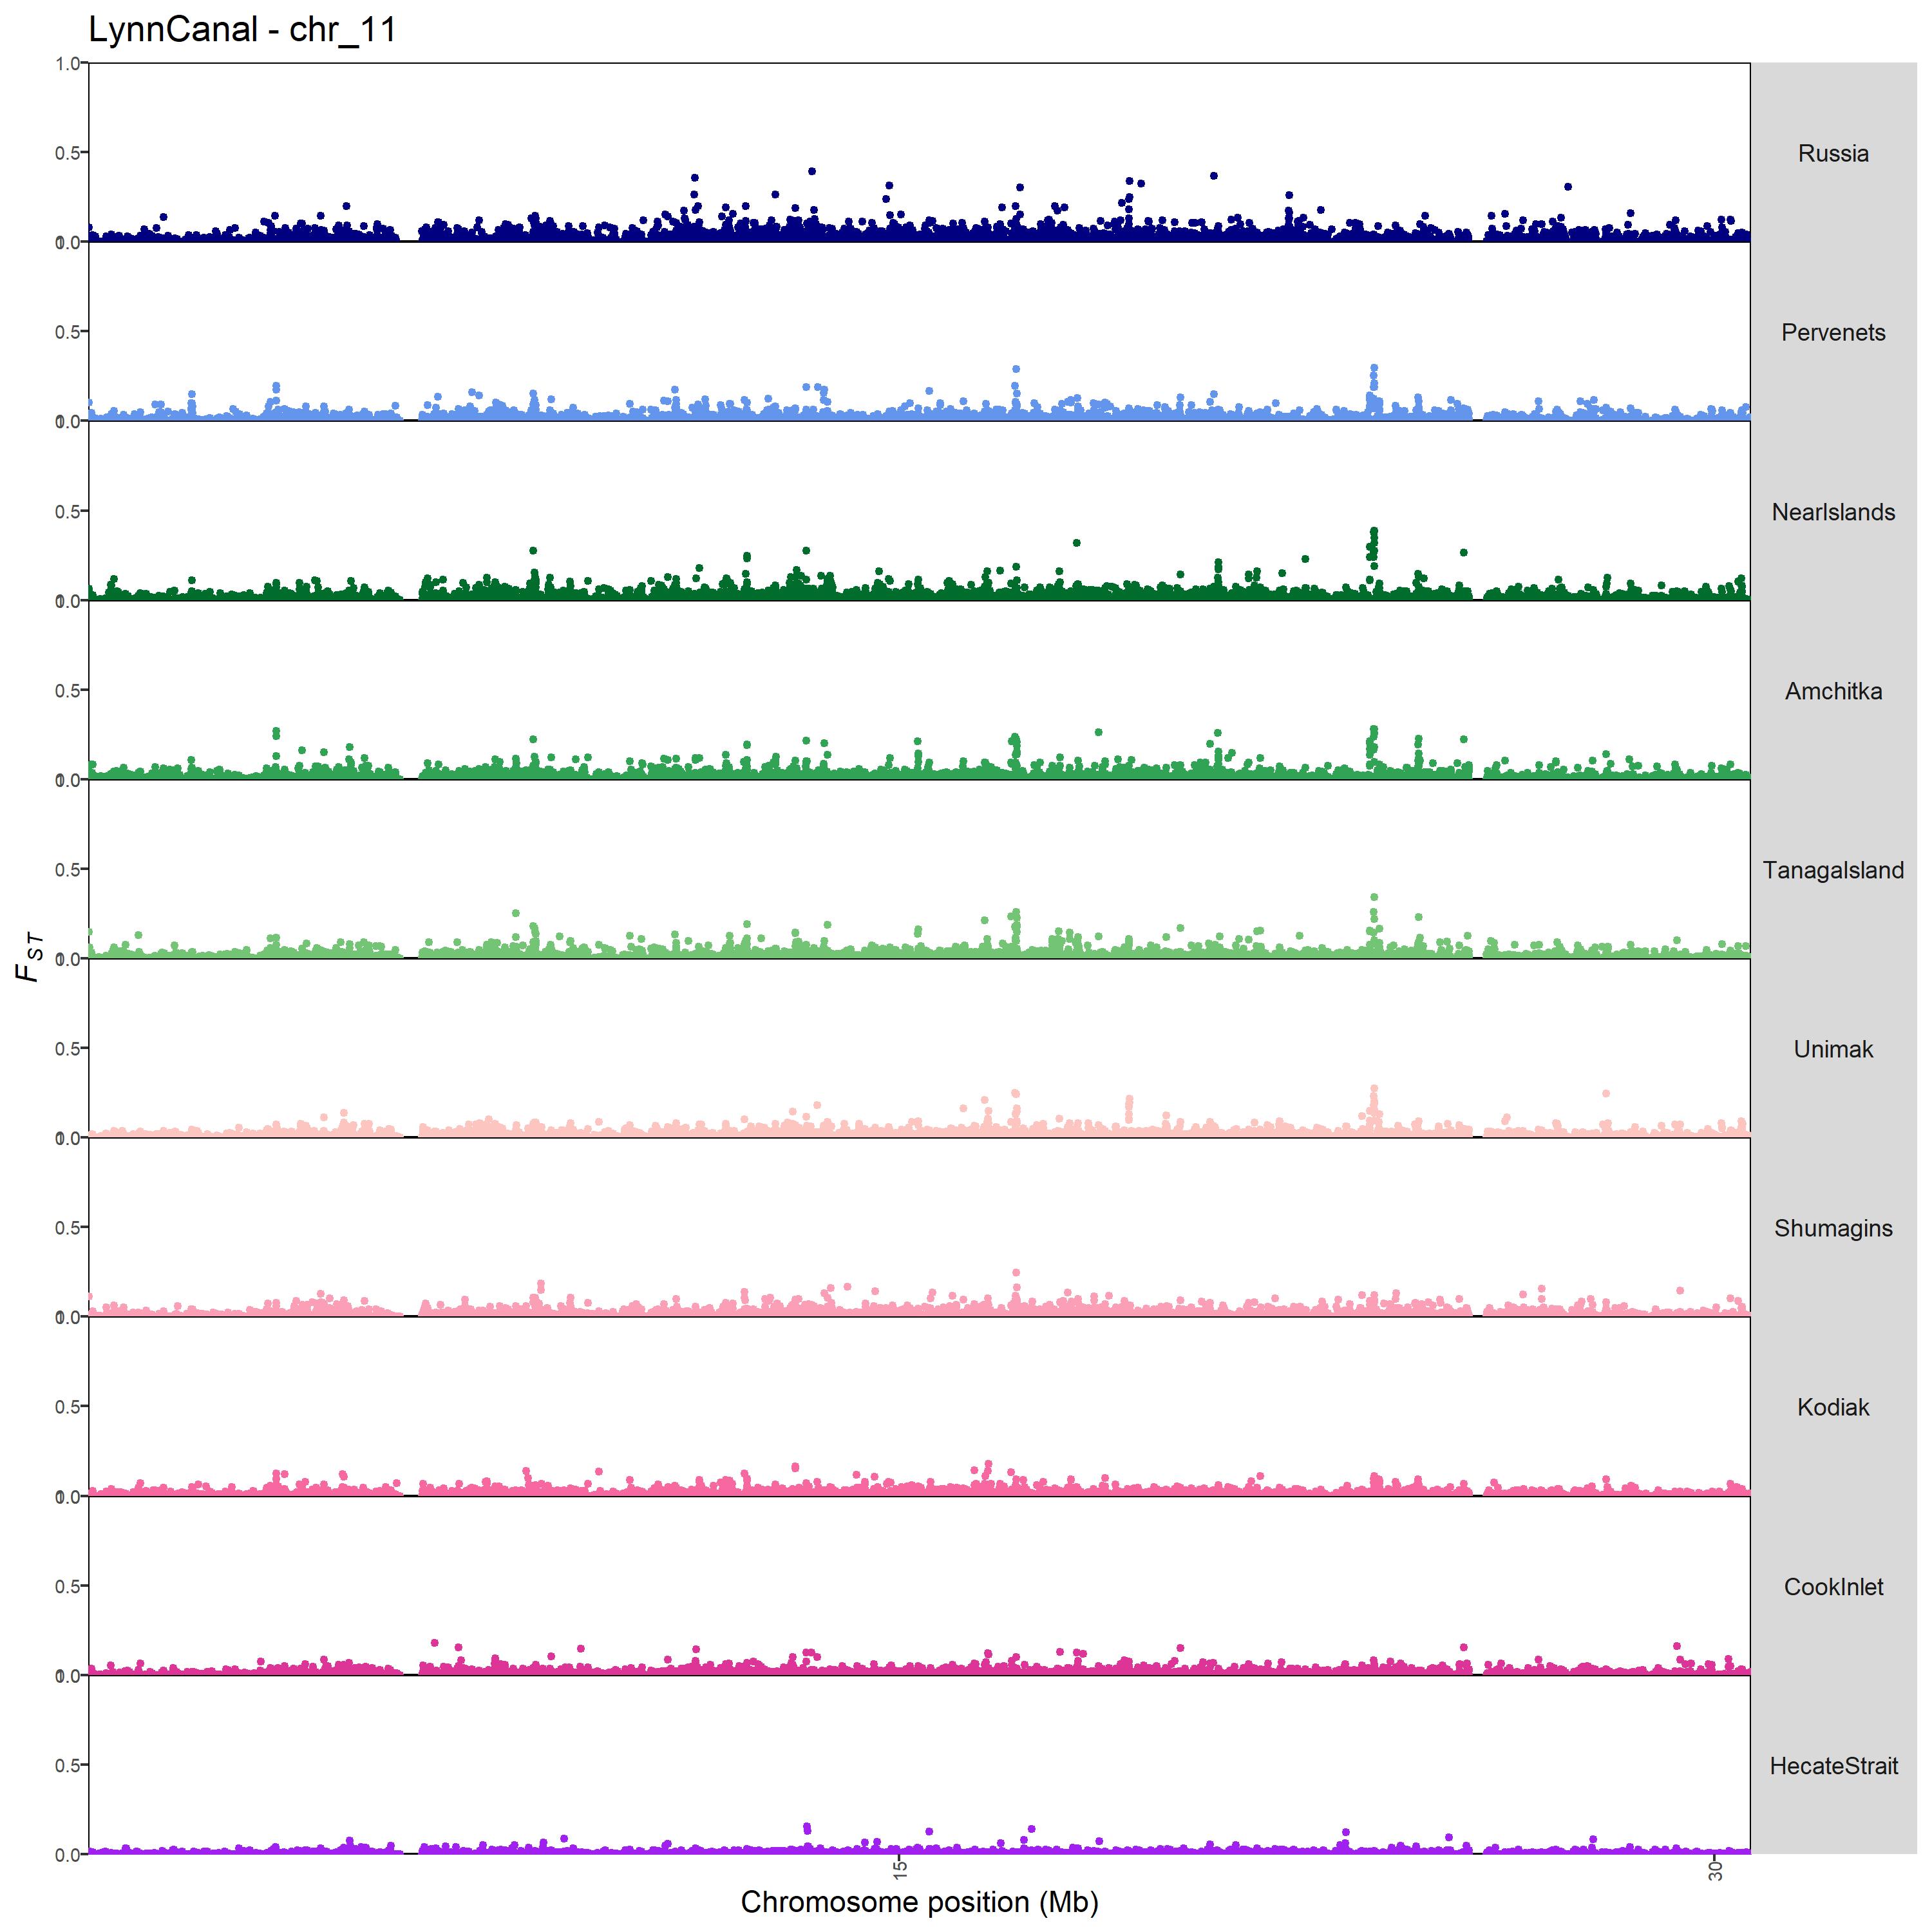 LynnCanal - chr_11
1.0
0.5
Russia
0.0
0.5
Pervenets
0.0
0.5
NearIslands
0.0
0.5
Amchitka
0.0
0.5
TanagaIsland
0.0
0.5
Unimak
0.0
0.5
Shumagins
0.0
0.5
Kodiak
0.0
0.5
CookInlet
0.0
0.5
HecateStrait
0.0
FST
15
30
Chromosome position (Mb)